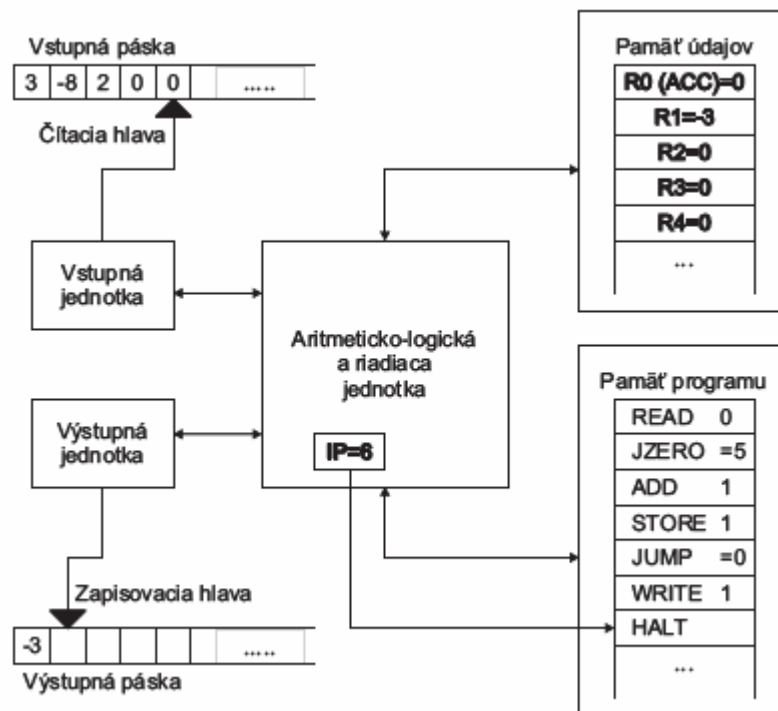 Vstupná páska
3 -8 2 0 0 .....
Čítacia hlava
Vstupná
jednotka
Výstupná
jednotka
Zapisovacia hlava
-3 .....
Výstupná páska
Aritmeticko-logická
a riadiaca
jednotka
IP=6
Pamäť údajov
R0 (ACC)=0
R1=-3
R2=0
R3=0
R4=0
...
Pamäť programu
READ 0
JZERO =5
ADD 1
STORE 1
JUMP =0
WRITE 1
HALT
...